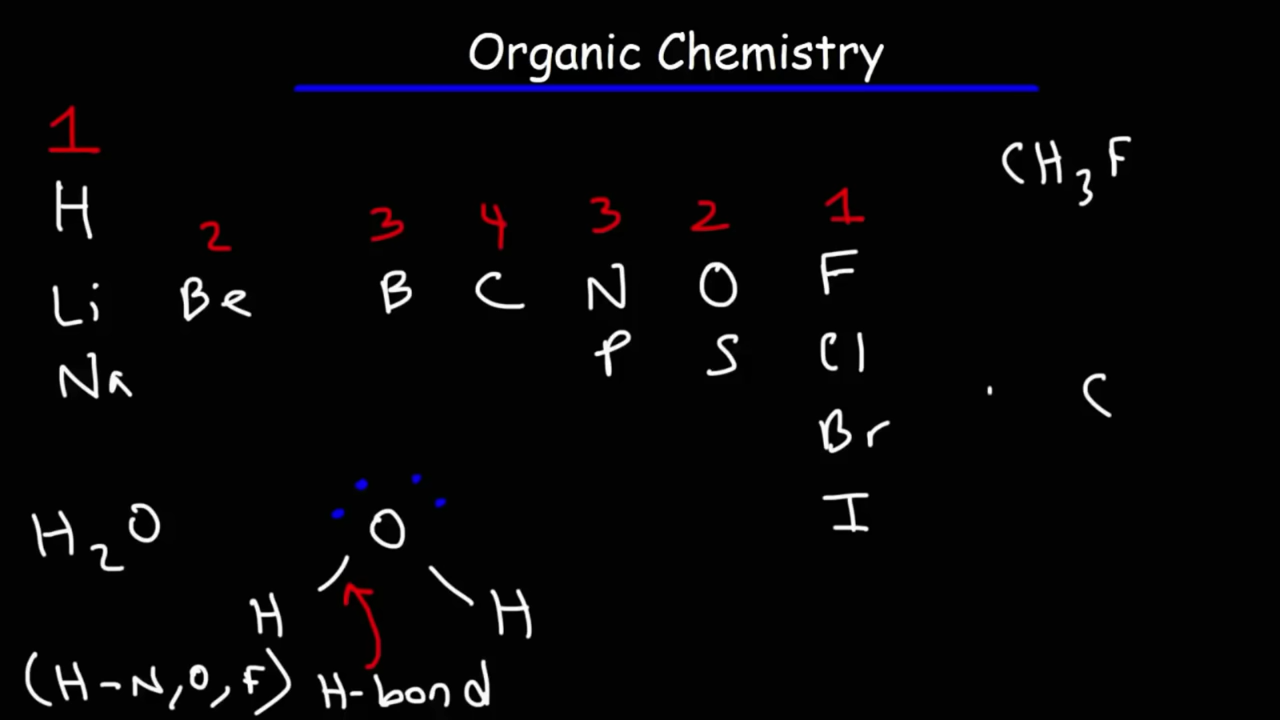 Organic Chemistry
1
CH₃F
H
2 3 4 3 2 1
Li Be B C N O F
Na P S Cl
C
Br
I
H₂O
O
H H
(H-N, O, F) H-bond